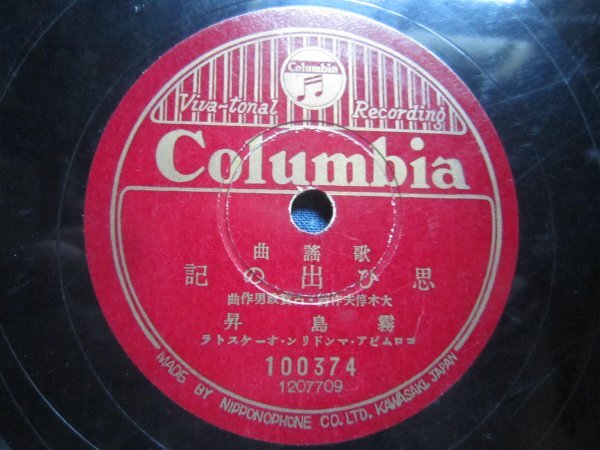 Columbia
Viva-tonal Recording
Columbia
歌謠曲
思ひ出の記
大木惇夫作詩・古賀政男作曲
霧島昇
コロムビア・マンドリン・オーケストラ
100374
1207709
MADE BY NIPPONOPHONE CO: LTD. KAWASAKI, JAPAN